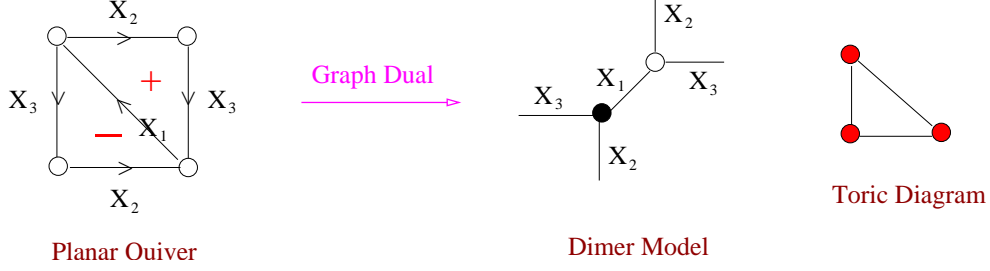 X2
X3
+
X3
X1
−
X2
Planar Quiver
Graph Dual
X2
X1
X3
X3
X2
Dimer Model
Toric Diagram